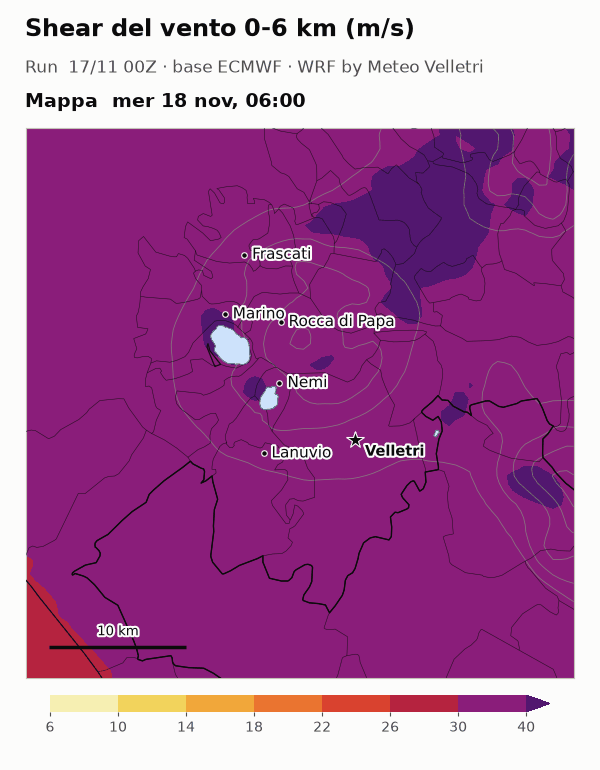 Shear del vento 0-6 km (m/s)
Run  17/11 00Z · base ECMWF · WRF by Meteo Velletri
Mappa  mer 18 nov, 06:00
Frascati
Marino
Rocca di Papa
Nemi
Velletri
Lanuvio
10 km
6 10 14 18 22 26 30 40